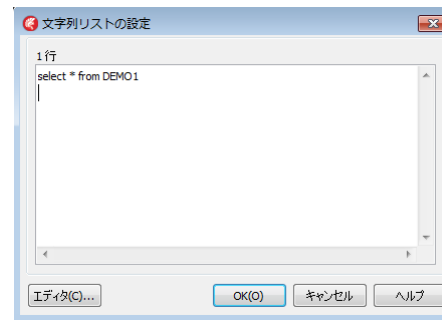 文字列リストの設定
1行
select * from DEMO1
エディタ(C)...
OK(O)
キャンセル
ヘルプ